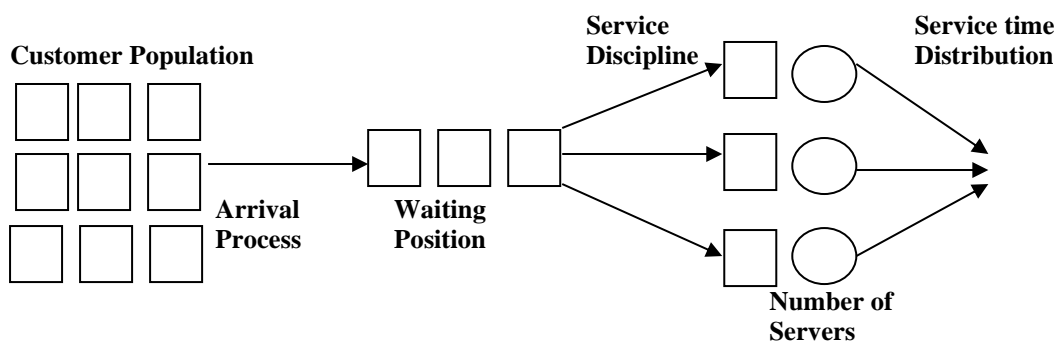 Customer Population
Arrival
Process
Waiting
Position
Service
Discipline
Number of
Servers
Service time
Distribution